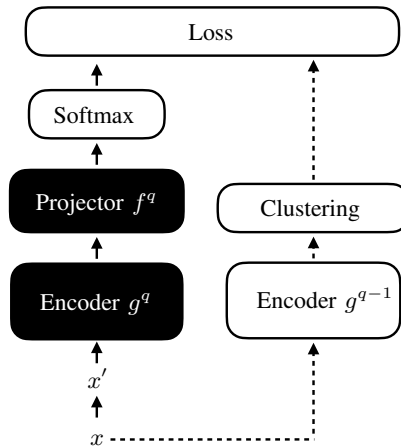 Loss
Softmax
Projector f^q
Clustering
Encoder g^q
Encoder g^{q−1}
x′
x